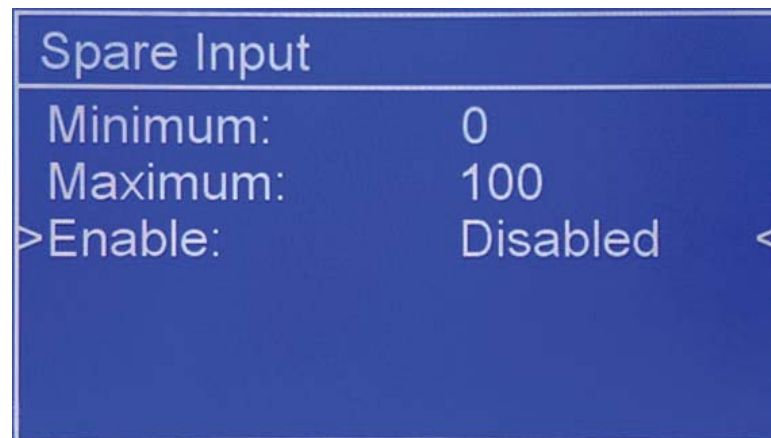 Spare Input
Minimum: 0
Maximum: 100
>Enable: Disabled <